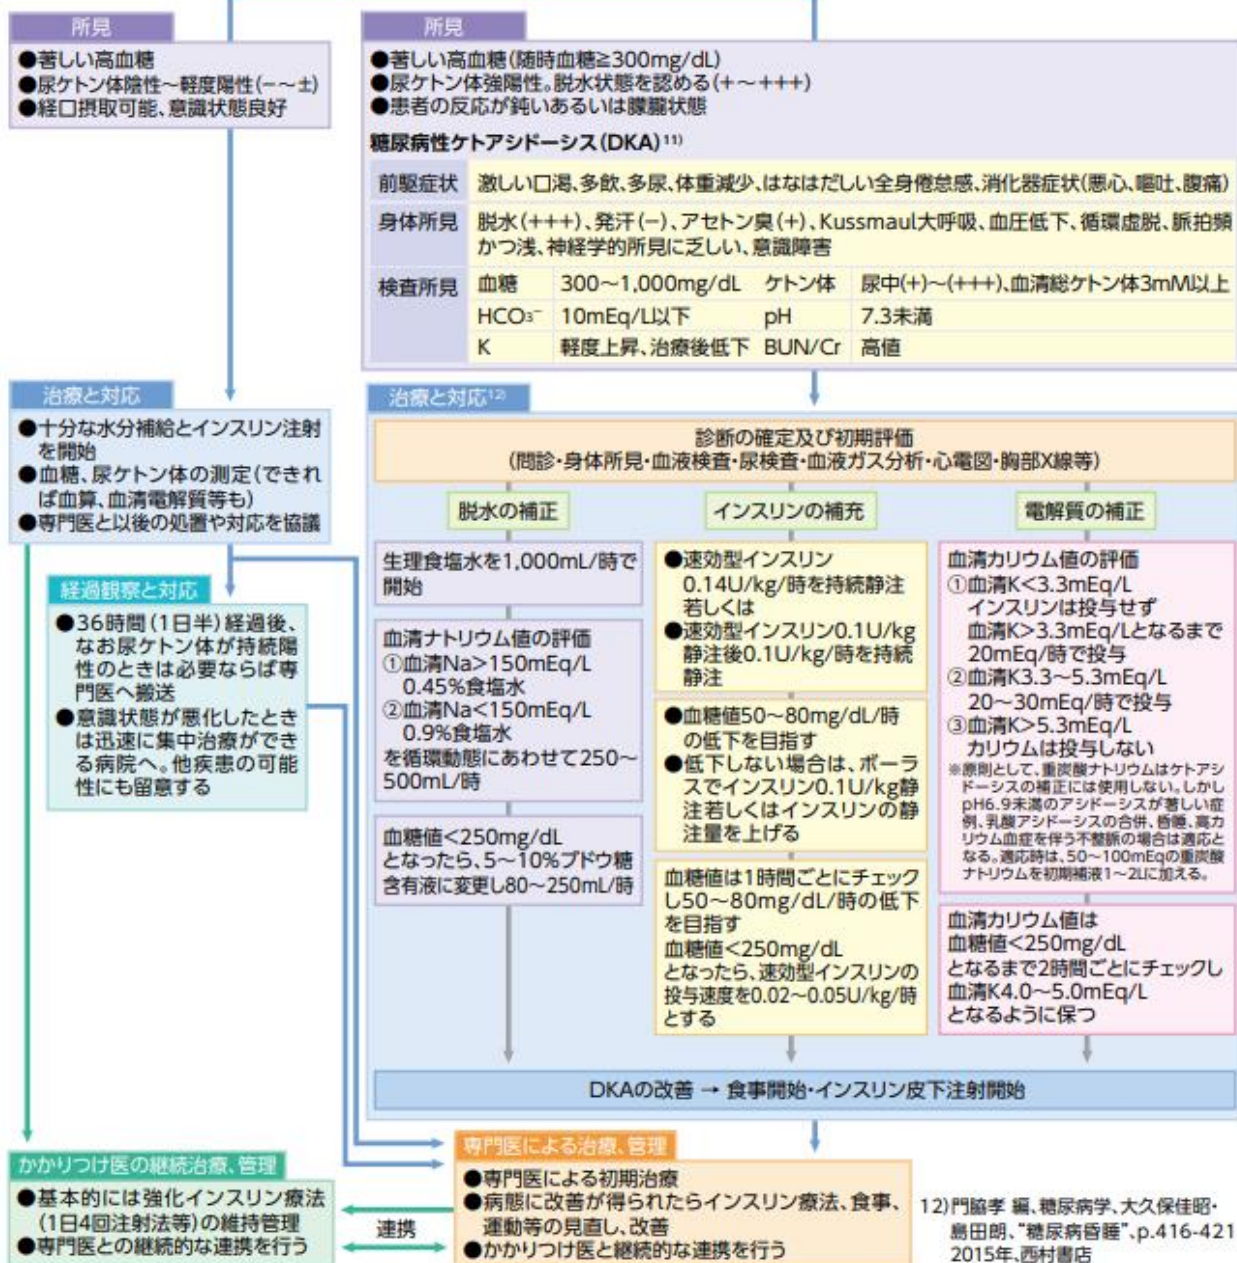 所見
●著しい高血糖
●尿ケトン体陰性～軽度陽性(－～±)
●経口摂取可能、意識状態良好
所見
●著しい高血糖(随時血糖≧300mg/dL)
●尿ケトン体強陽性。脱水状態を認める(＋～＋＋＋)
●患者の反応が鈍いあるいは朦朧状態
糖尿病性ケトアシドーシス(DKA)11)
前駆症状 激しい口渇、多飲、多尿、体重減少、はなはだしい全身倦怠感、消化器症状(悪心、嘔吐、腹痛)
身体所見 脱水(＋＋＋)、発汗(－)、アセトン臭(＋)、Kussmaul大呼吸、血圧低下、循環虚脱、脈拍頻
かつ浅、神経学的所見に乏しい、意識障害
検査所見 血糖 300～1,000mg/dL ケトン体 尿中(＋)～(＋＋＋)、血清総ケトン体3mM以上
HCO3⁻ 10mEq/L以下 pH 7.3未満
K 軽度上昇、治療後低下 BUN/Cr 高値
治療と対応
●十分な水分補給とインスリン注射
を開始
●血糖、尿ケトン体の測定(できれ
ば血算、血清電解質等も)
●専門医と以後の処置や対応を協議
経過観察と対応
●36時間(1日半)経過後、
なお尿ケトン体が持続陽
性のときは必要ならば専
門医へ搬送
●意識状態が悪化したとき
は迅速に集中治療ができ
る病院へ。他疾患の可能
性にも留意する
治療と対応12)
診断の確定及び初期評価
(問診・身体所見・血液検査・尿検査・血液ガス分析・心電図・胸部X線等)
脱水の補正
生理食塩水を1,000mL/時で
開始
血清ナトリウム値の評価
①血清Na>150mEq/L
0.45%食塩水
②血清Na<150mEq/L
0.9%食塩水
を循環動態にあわせて250～
500mL/時
血糖値<250mg/dL
となったら、5～10%ブドウ糖
含有液に変更し80～250mL/時
インスリンの補充
●速効型インスリン
0.14U/kg/時を持続静注
若しくは
●速効型インスリン0.1U/kg
静注後0.1U/kg/時を持続
静注
●血糖値50～80mg/dL/時
の低下を目指す
●低下しない場合は、ボーラ
スでインスリン0.1U/kg静
注若しくはインスリンの静
注量を上げる
血糖値は1時間ごとにチェック
し50～80mg/dL/時の低下
を目指す
血糖値<250mg/dL
となったら、速効型インスリンの
投与速度を0.02～0.05U/kg/時
とする
電解質の補正
血清カリウム値の評価
①血清K<3.3mEq/L
インスリンは投与せず
血清K>3.3mEq/Lとなるまで
20mEq/時で投与
②血清K3.3～5.3mEq/L
20～30mEq/時で投与
③血清K>5.3mEq/L
カリウムは投与しない
※原則として、重炭酸ナトリウムはケトアシ
ドーシスの補正には使用しない。しかし
pH6.9未満のアシドーシスが著しい症
例、乳酸アシドーシスの合併、昏睡、高カ
リウム血症を伴う不整脈の場合は適応と
なる。適応時は、50～100mEqの重炭酸
ナトリウムを初期補液1～2Lに加える。
血清カリウム値は
血糖値<250mg/dL
となるまで2時間ごとにチェックし
血清K4.0～5.0mEq/L
となるように保つ
DKAの改善 → 食事開始・インスリン皮下注射開始
かかりつけ医の継続治療、管理
●基本的には強化インスリン療法
(1日4回注射法等)の維持管理
●専門医との継続的な連携を行う
連携
専門医による治療、管理
●専門医による初期治療
●病態に改善が得られたらインスリン療法、食事、
運動等の見直し、改善
●かかりつけ医と継続的な連携を行う
12)門脇孝 編、糖尿病学、大久保佳昭・
島田朗、"糖尿病昏睡"、p.416-421
2015年、西村書店